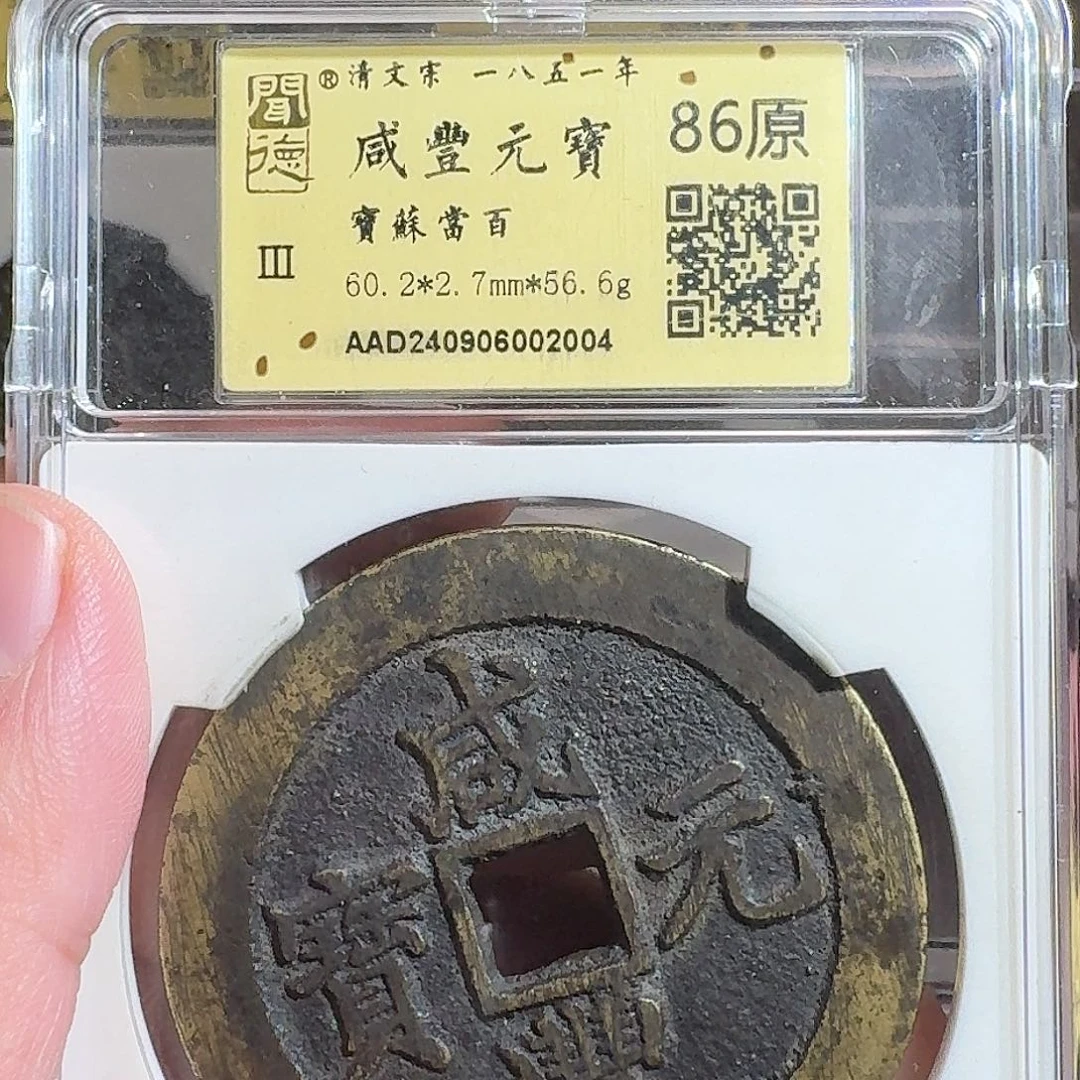 聞德®
清文宗 一八五一年
咸豐元寶
86原
寶蘇當百
Ⅲ
60.2*2.7mm*56.6g
AAD240906002004
咸
元
寶
豐